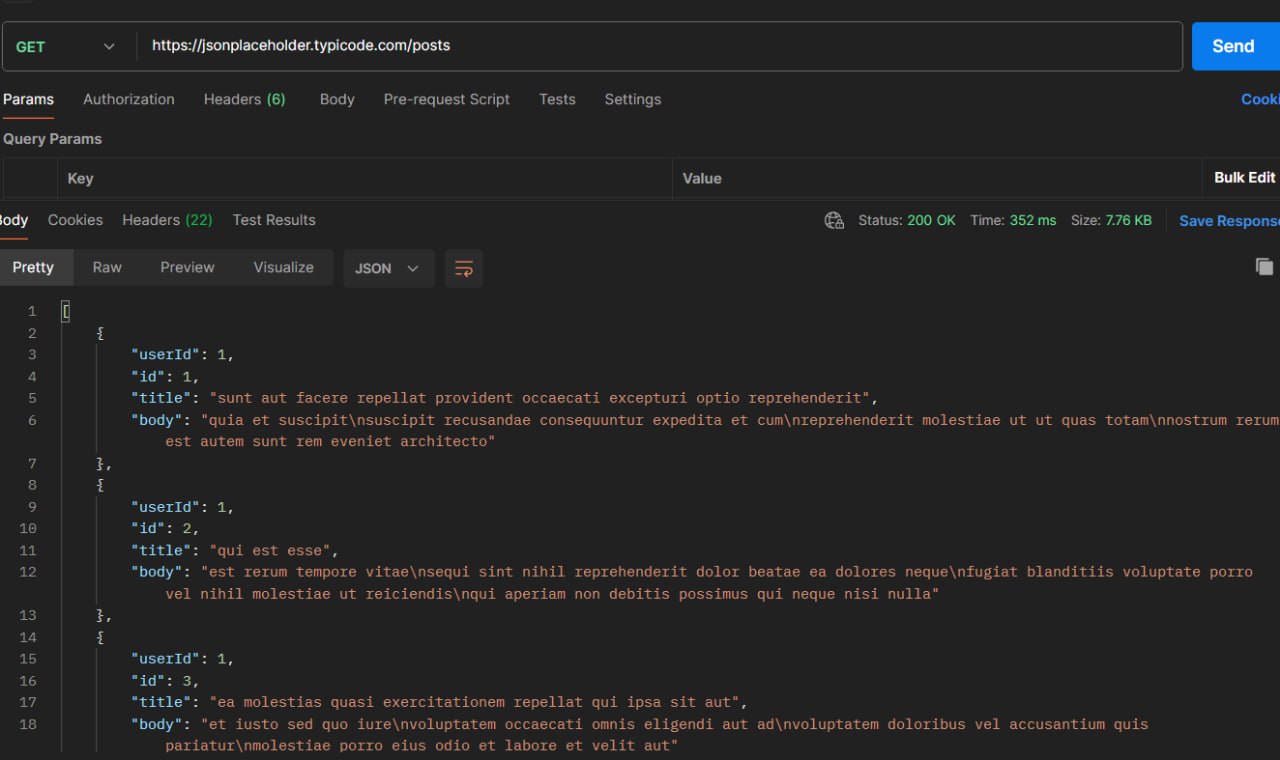 GET https://jsonplaceholder.typicode.com/posts Send
Params Authorization Headers (6) Body Pre-request Script Tests Settings Cooki
Query Params
Key Value Bulk Edit
Body Cookies Headers (22) Test Results Status: 200 OK Time: 352 ms Size: 7.76 KB Save Response
Pretty Raw Preview Visualize JSON
1 [
2 {
3 "userId": 1,
4 "id": 1,
5 "title": "sunt aut facere repellat provident occaecati excepturi optio reprehenderit",
6 "body": "quia et suscipit\nsuscipit recusandae consequuntur expedita et cum\nreprehenderit molestiae ut ut quas totam\nnostrum rerum
est autem sunt rem eveniet architecto"
7 },
8 {
9 "userId": 1,
10 "id": 2,
11 "title": "qui est esse",
12 "body": "est rerum tempore vitae\nsequi sint nihil reprehenderit dolor beatae ea dolores neque\nfugiat blanditiis voluptate porro
vel nihil molestiae ut reiciendis\nqui aperiam non debitis possimus qui neque nisi nulla"
13 },
14 {
15 "userId": 1,
16 "id": 3,
17 "title": "ea molestias quasi exercitationem repellat qui ipsa sit aut",
18 "body": "et iusto sed quo iure\nvoluptatem occaecati omnis eligendi aut ad\nvoluptatem doloribus vel accusantium quis
pariatur\nmolestiae porro eius odio et labore et velit aut"